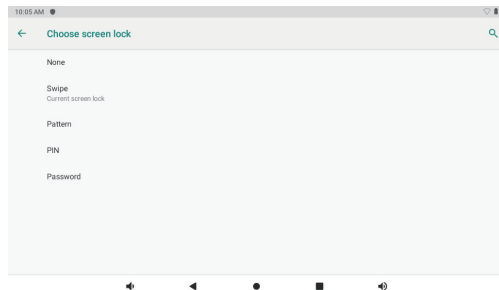 10:05 AM
Choose screen lock
None
Swipe
Current screen lock
Pattern
PIN
Password